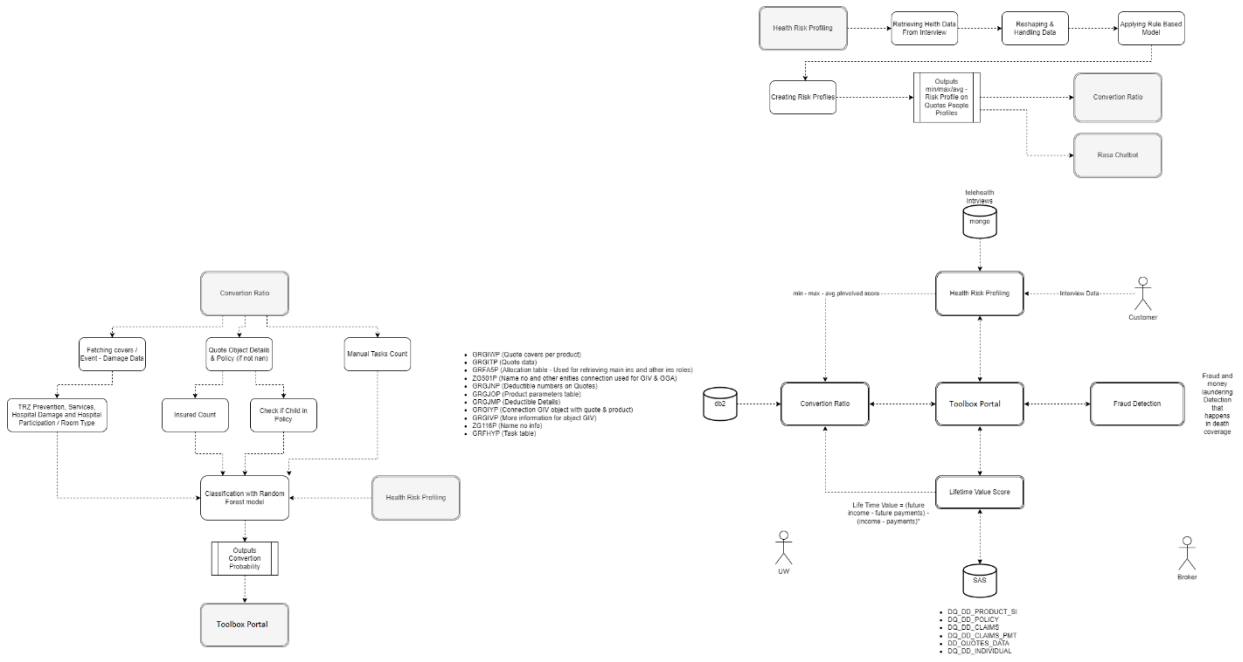 Health Risk Profiling
Retrieving Helth Data
From Interview
Reshaping &
Handling Data
Applying Rule Based
Model
Creating Risk Profiles
Outputs
min/max/avg -
Risk Profile on
Quotes People
Profiles
Convertion Ratio
Rasa Chatbot
telehealth
intrviews
mongo
Health Risk Profiling
min - max - avg pinvolved score
Interview Data
Customer
db2
Convertion Ratio
Toolbox Portal
Fraud Detection
Fraud and
money
laundering
Detection
that
happens
in death
coverage
Lifetime Value Score
Life Time Value = (future
income - future payments) -
(income - payments)"
UW
Broker
SAS
• DQ_DD_PRODUCT_SI
• DQ_DD_POLICY
• DQ_DD_CLAIMS
• DQ_DD_CLAIMS_PMT
• DD_QUOTES_DATA
• DQ_DD_INDIVIDUAL
Convertion Ratio
Fetching covers /
Event - Damage Data
Quote Object Details
& Policy (if not nan)
Manual Tasks Count
TRZ Prevention, Services,
Hospital Damage and Hospital
Participation / Room Type
Insured Count
Check if Child in
Policy
Classification with Random
Forest model
Health Risk Profiling
Outputs
Convertion
Probability
Toolbox Portal
• GRGIWP (Quote covers per product)
• GRGITP (Quote data)
• GRFA5P (Allocation table - Used for retrieving main ins and other ins roles)
• ZG501P (Name no and other enities connection used for GIV & GGA)
• GRGJNP (Deductible numbers on Quotes)
• GRGJOP (Product parameters table)
• GRGJMP (Deductible Details)
• GRGIYP (Connection GIV object with quote & product)
• GRGIVP (More information for object GIV)
• ZG116P (Name no info)
• GRFHYP (Task table)